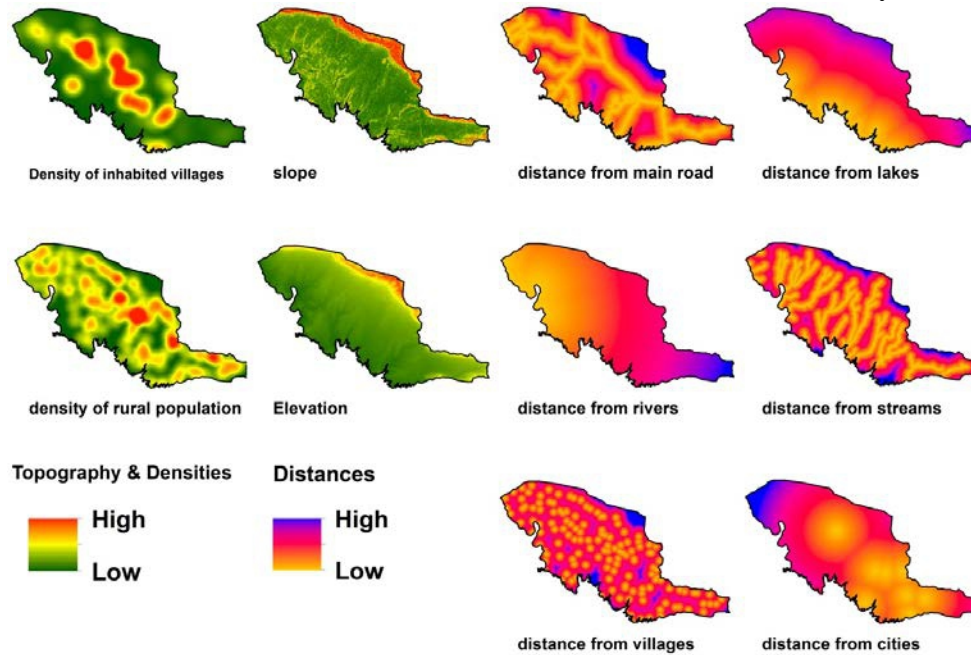 Density of inhabited villages
slope
distance from main road
distance from lakes
density of rural population
Elevation
distance from rivers
distance from streams
Topography & Densities
High
Low
Distances
High
Low
distance from villages
distance from cities